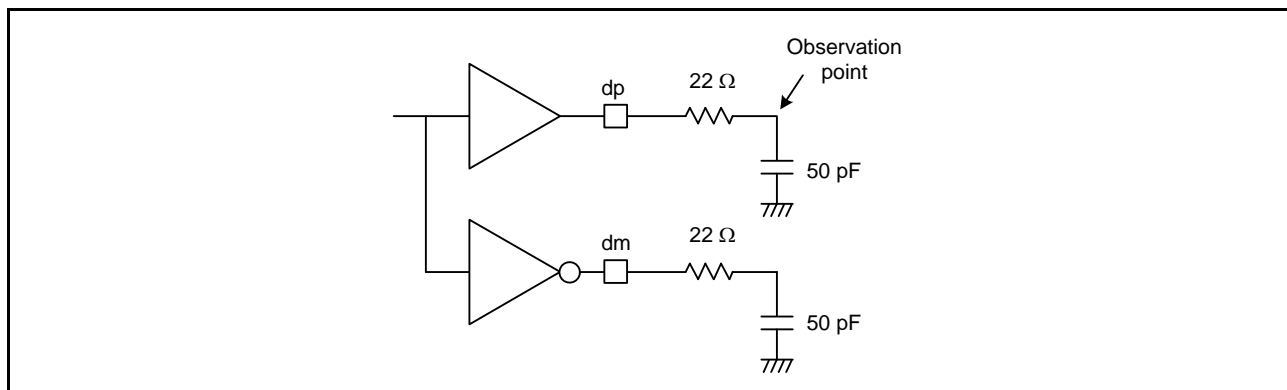 Observation
point
22 Ω
dp
50 pF
22 Ω
dm
50 pF